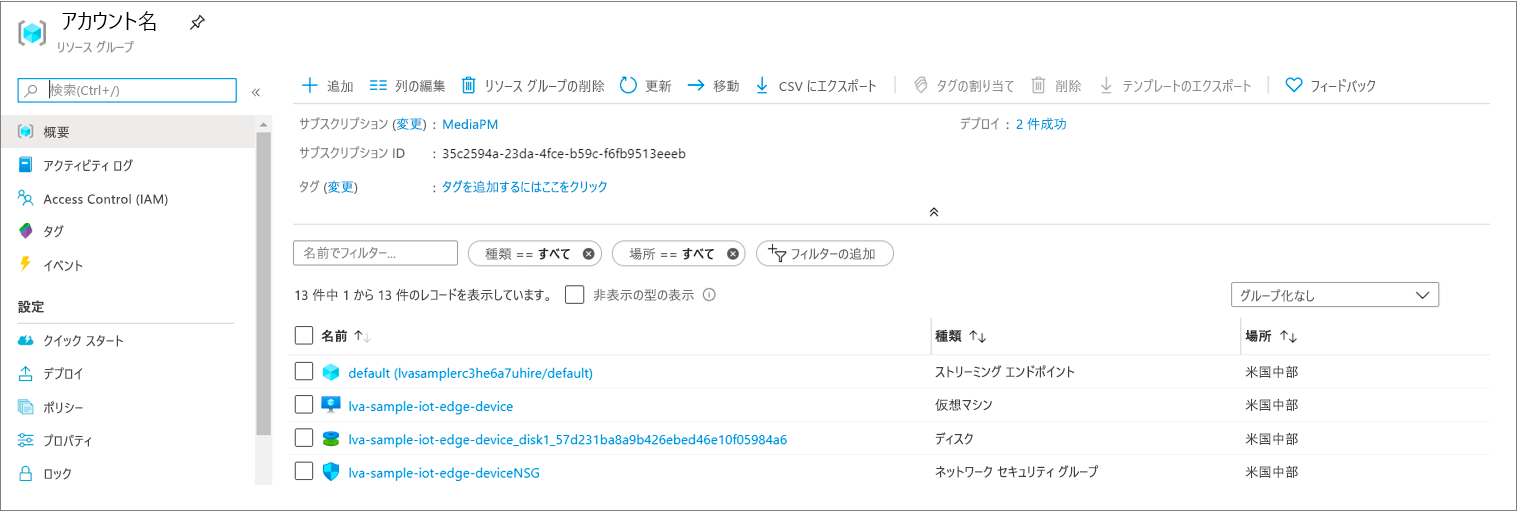 アカウント名
リソース グループ
検索(Ctrl+/)
«
概要
アクティビティ ログ
Access Control (IAM)
タグ
イベント
設定
クイック スタート
デプロイ
ポリシー
プロパティ
ロック
追加 列の編集 リソース グループの削除 更新 移動 CSV にエクスポート タグの割り当て 削除 テンプレートのエクスポート フィードバック
サブスクリプション (変更) : MediaPM デプロイ : 2 件成功
サブスクリプション ID : 35c2594a-23da-4fce-b59c-f6fb9513eeeb
タグ (変更) : タグを追加するにはここをクリック
名前でフィルター... 種類 == すべて 場所 == すべて フィルターの追加
13 件中 1 から 13 件のレコードを表示しています。 非表示の型の表示 グループ化なし
名前 種類 場所
default (lvasamplerc3he6a7uhire/default) ストリーミング エンドポイント 米国中部
lva-sample-iot-edge-device 仮想マシン 米国中部
lva-sample-iot-edge-device_disk1_57d231ba8a9b426ebed46e10f05984a6 ディスク 米国中部
lva-sample-iot-edge-deviceNSG ネットワーク セキュリティ グループ 米国中部